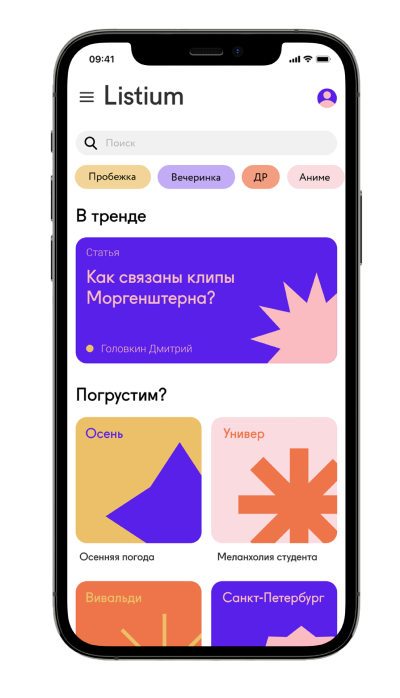 09:41
Listium
Поиск
Пробежка
Вечеринка
ДР
Аниме
В тренде
Статья
Как связаны клипы
Моргенштерна?
Головкин Дмитрий
Погрустим?
Осень
Универ
Осенняя погода
Меланхолия студента
Вивальди
Санкт-Петербург